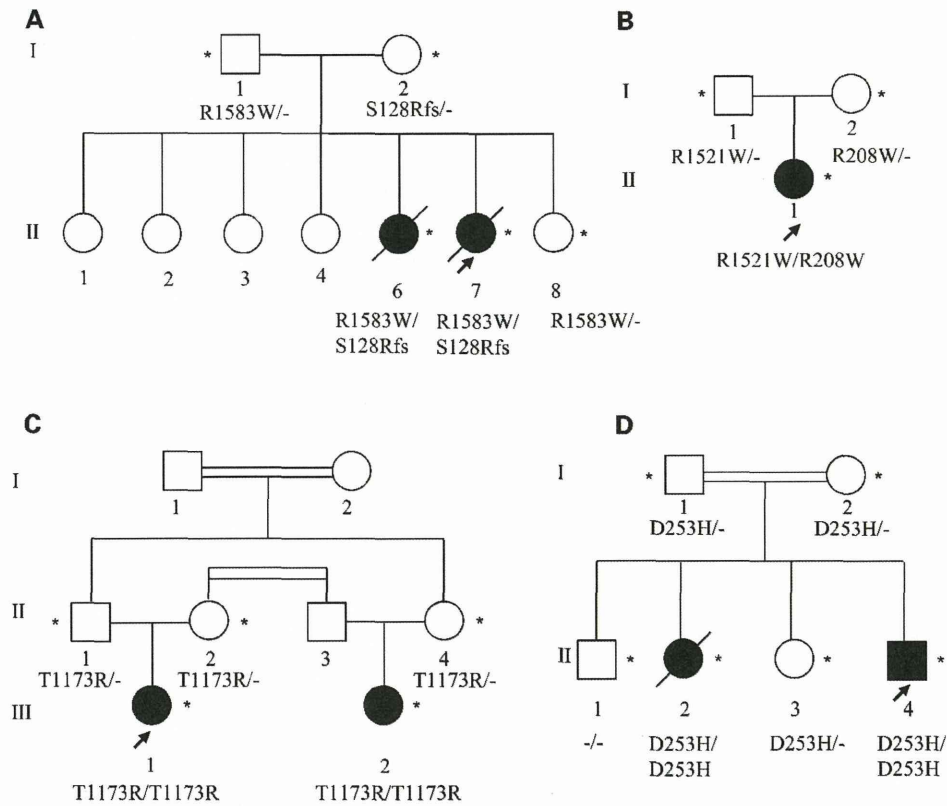 A
I
* *
1 2
R1583W/- S128Rfs/-
II
* * *
1 2 3 4 6 7 8
R1583W/ R1583W/ R1583W/-
S128Rfs S128Rfs
B
I
* *
1 2
R1521W/- R208W/-
II
*
1
R1521W/R208W
C
I
1 2
II
* * *
1 2 3 4
T1173R/- T1173R/- T1173R/-
III
* *
1 2
T1173R/T1173R T1173R/T1173R
D
I
* *
1 2
D253H/- D253H/-
II
* * * *
1 2 3 4
-/- D253H/ D253H/- D253H/
D253H D253H